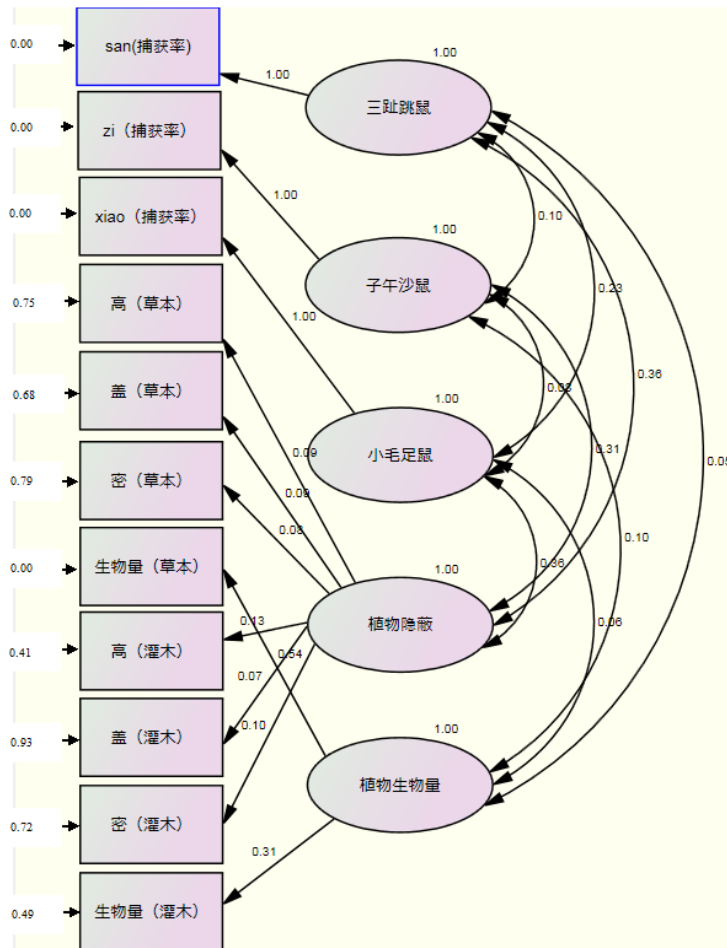 1.00
1.00
0.00
san(捕获率)
1.00
三趾跳鼠
0.00
zi（捕获率）
1.00
1.00
0.10
0.00
xiao（捕获率）
0.75
高（草本）
子午沙鼠
0.23
1.00
0.68
盖（草本）
1.00
0.03
0.36
0.79
密（草本）
0.09
小毛足鼠
0.31
0.05
0.09
0.08
0.10
0.00
生物量（草本）
1.00
0.36
0.41
高（灌木）
0.13
植物隐蔽
0.06
0.54
0.07
0.93
盖（灌木）
0.10
1.00
0.72
密（灌木）
植物生物量
0.31
0.49
生物量（灌木）